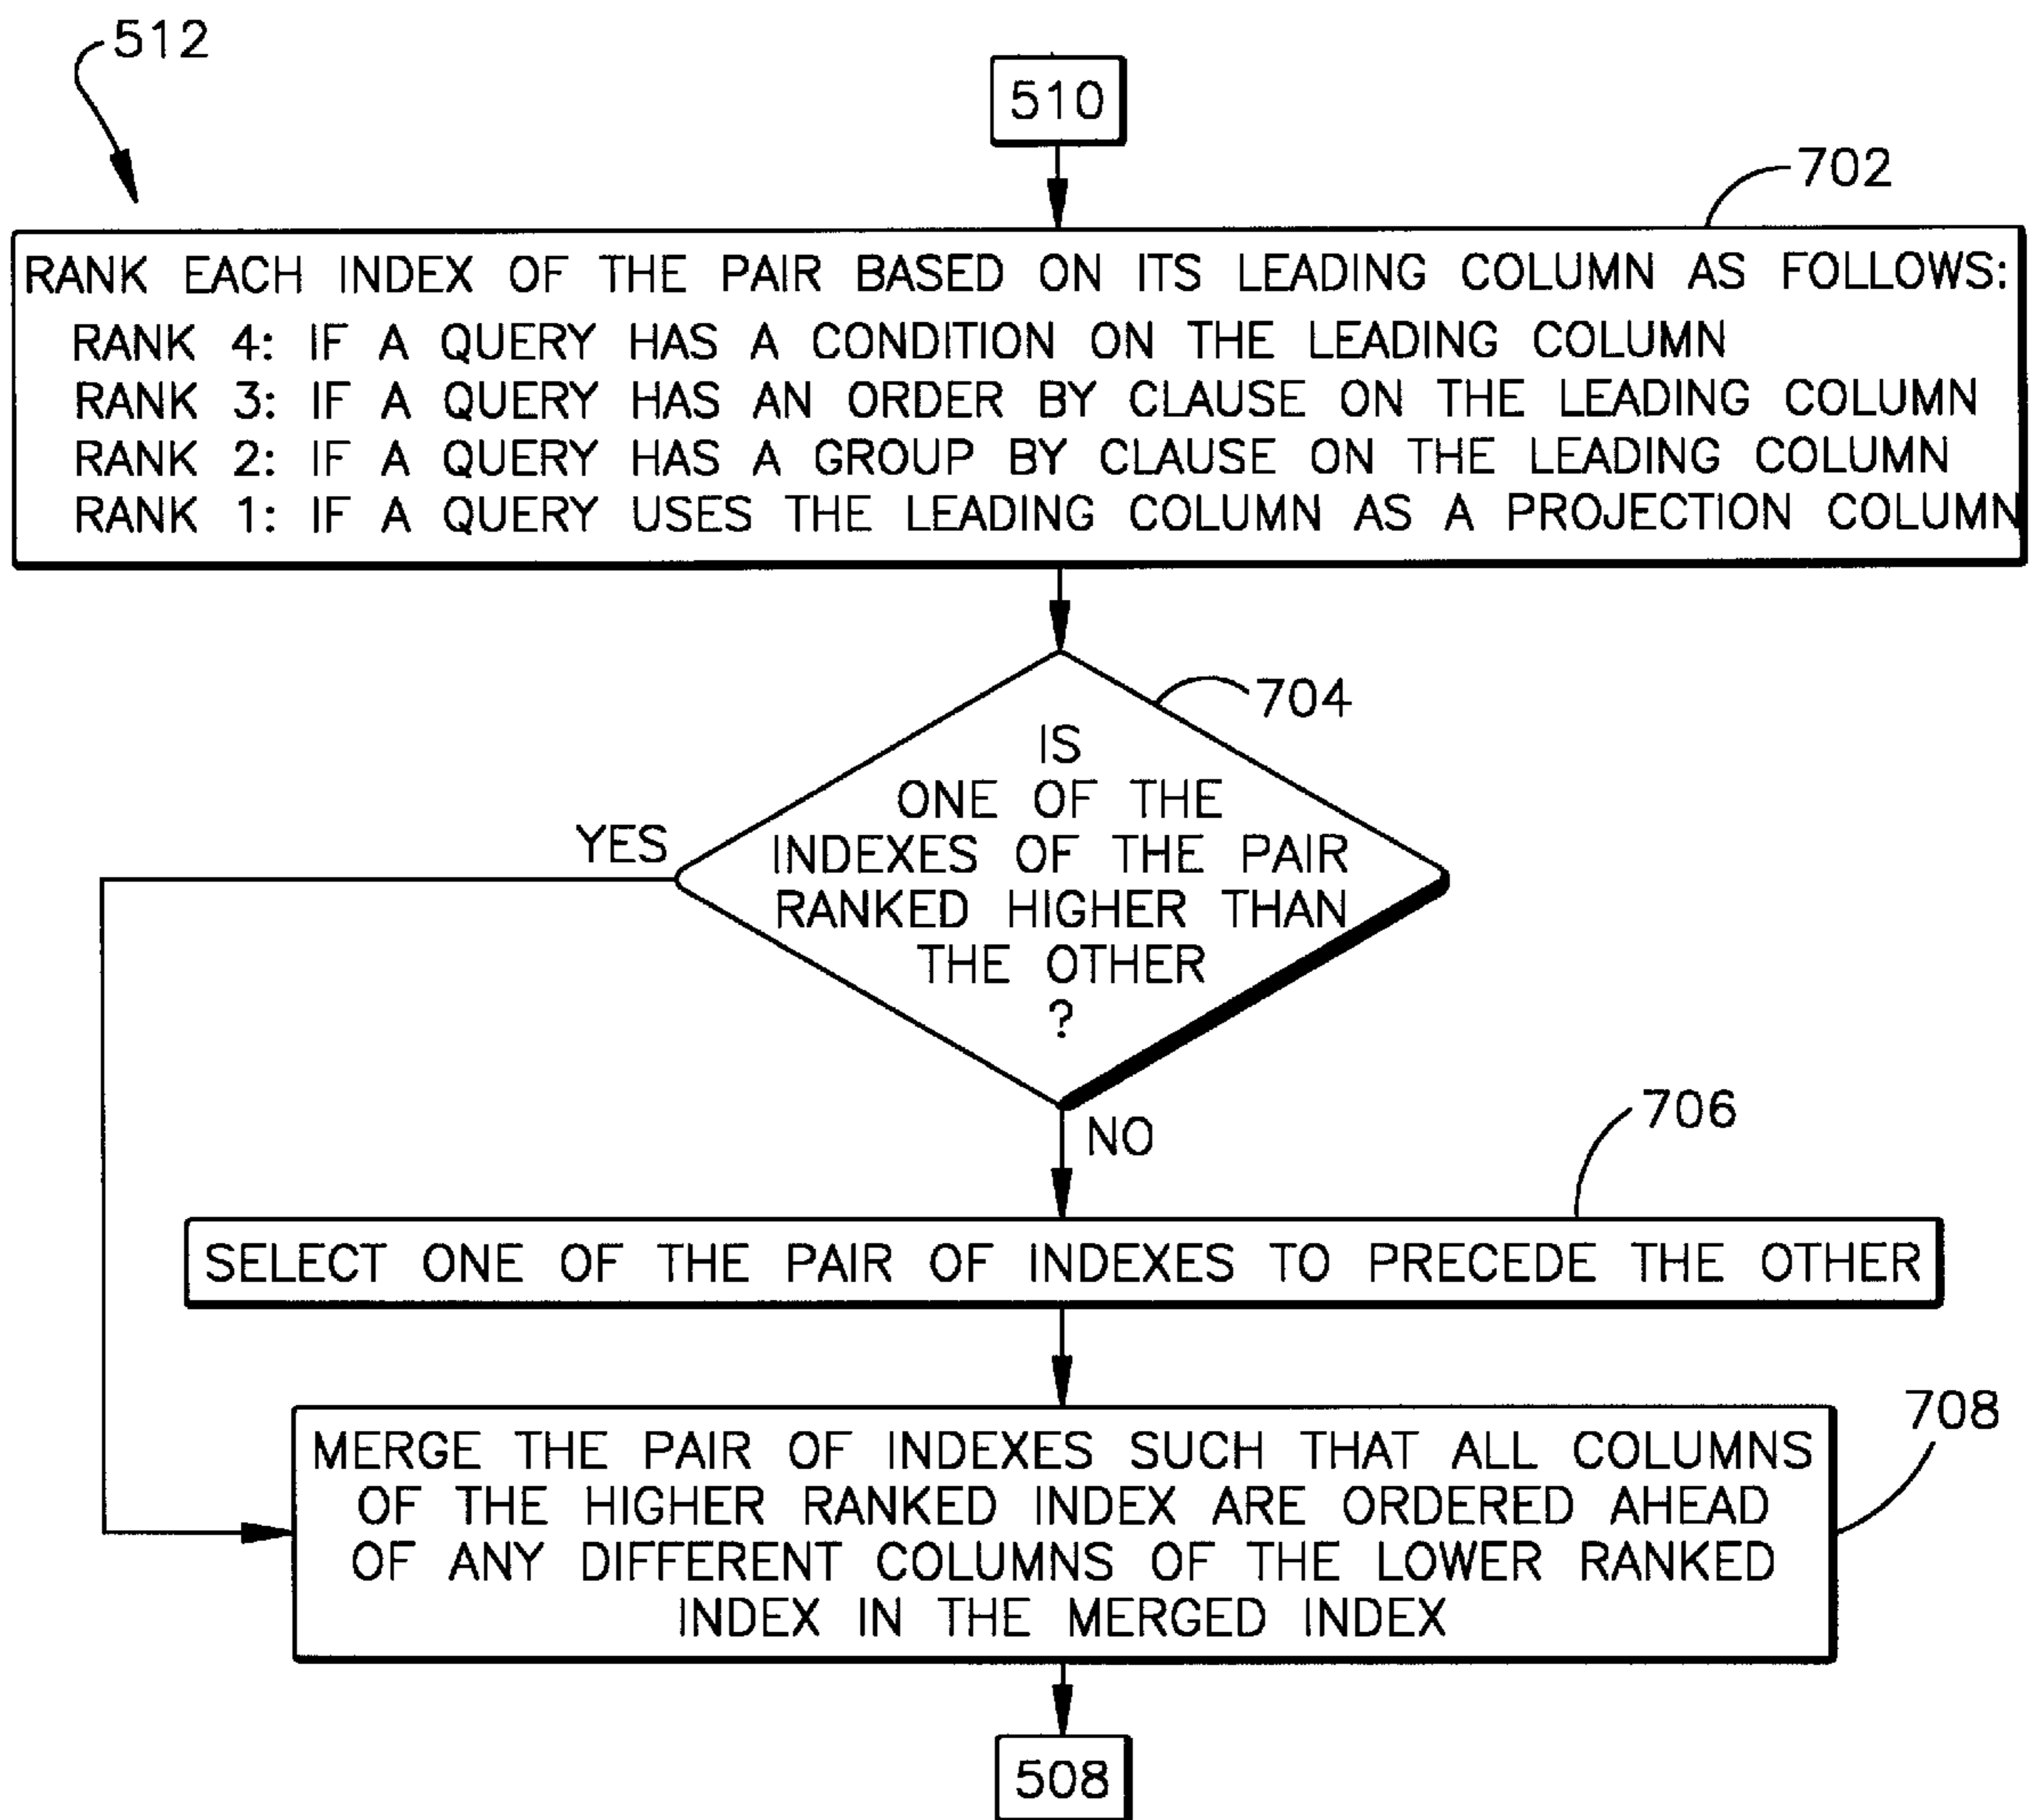 512
510
702
RANK EACH INDEX OF THE PAIR BASED ON ITS LEADING COLUMN AS FOLLOWS:
RANK 4: IF A QUERY HAS A CONDITION ON THE LEADING COLUMN
RANK 3: IF A QUERY HAS AN ORDER BY CLAUSE ON THE LEADING COLUMN
RANK 2: IF A QUERY HAS A GROUP BY CLAUSE ON THE LEADING COLUMN
RANK 1: IF A QUERY USES THE LEADING COLUMN AS A PROJECTION COLUMN
704
IS
ONE OF THE
INDEXES OF THE PAIR
RANKED HIGHER THAN
THE OTHER
?
YES
NO
706
SELECT ONE OF THE PAIR OF INDEXES TO PRECEDE THE OTHER
708
MERGE THE PAIR OF INDEXES SUCH THAT ALL COLUMNS
OF THE HIGHER RANKED INDEX ARE ORDERED AHEAD
OF ANY DIFFERENT COLUMNS OF THE LOWER RANKED
INDEX IN THE MERGED INDEX
508